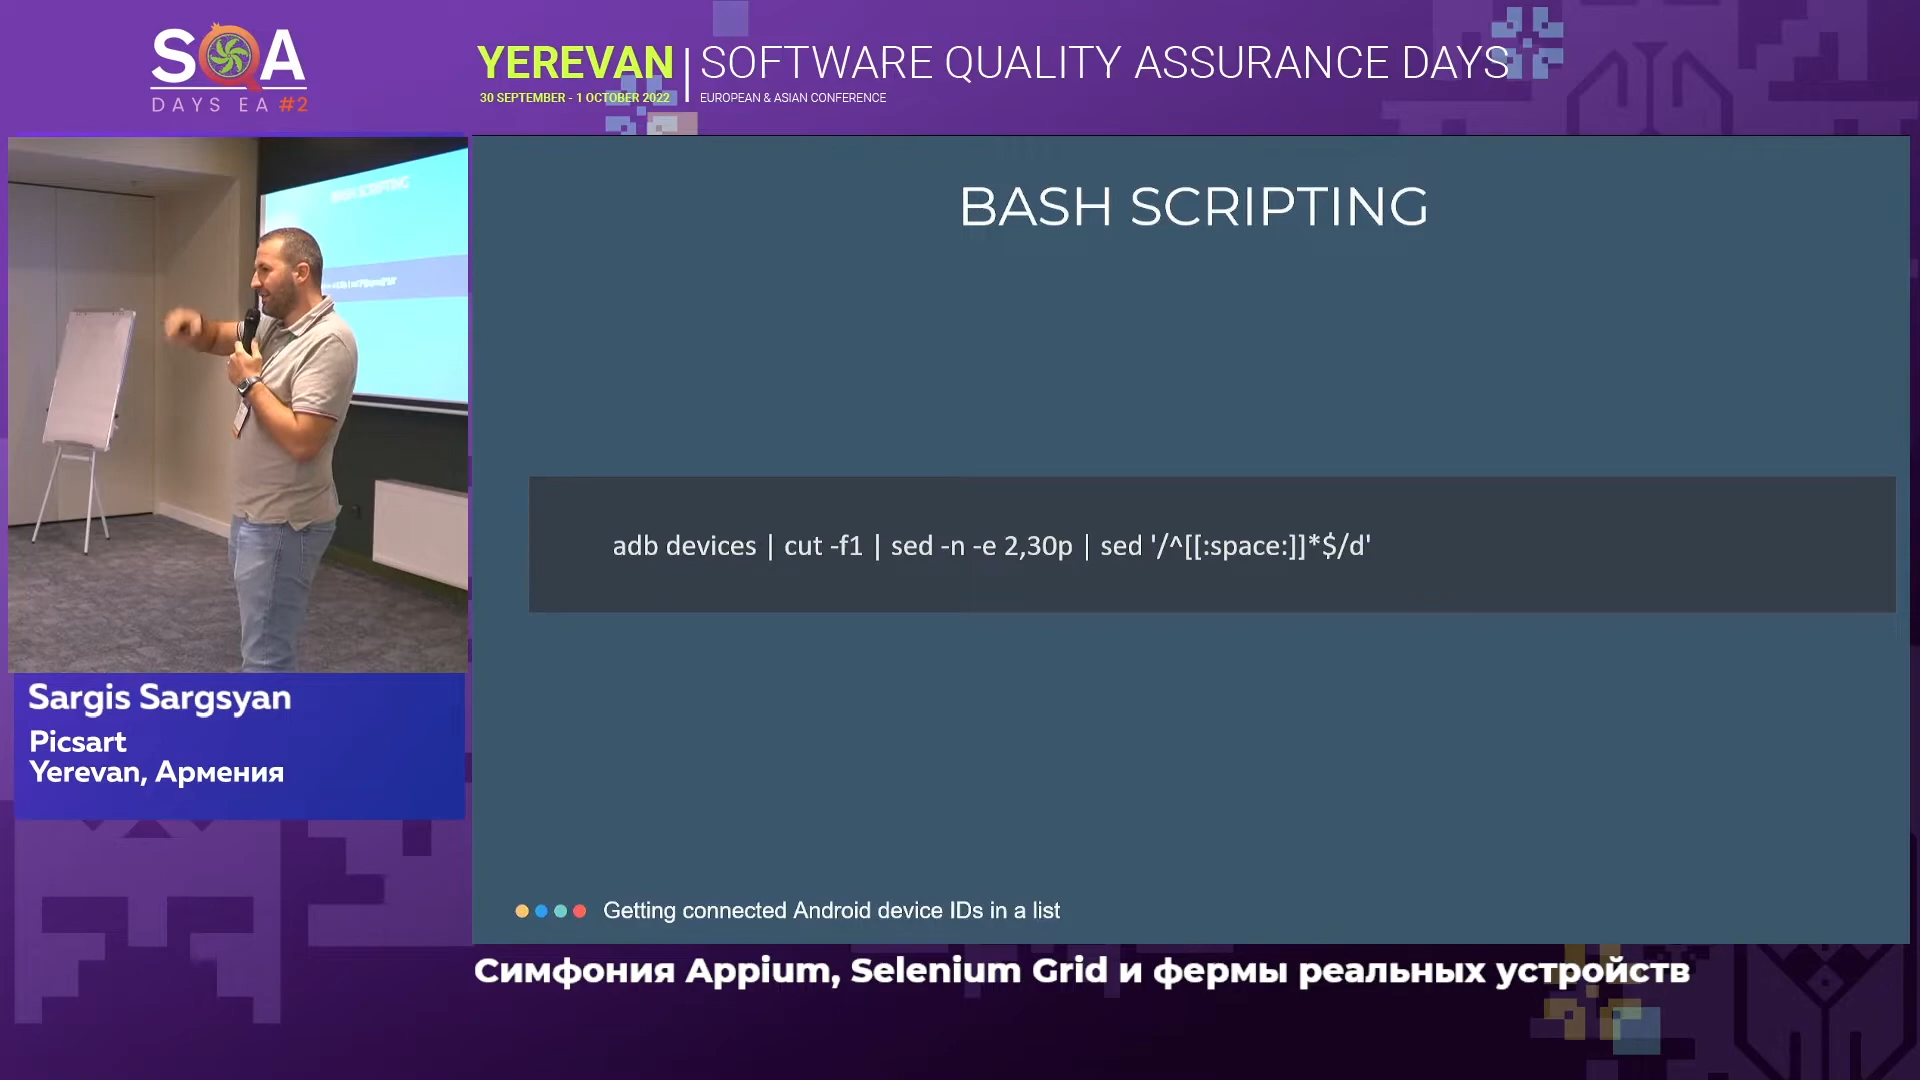 SQA
DAYS EA #2
YEREVAN
30 SEPTEMBER - 1 OCTOBER 2022
SOFTWARE QUALITY ASSURANCE DAYS
EUROPEAN & ASIAN CONFERENCE
BASH SCRIPTING
BASH SCRIPTING
adb devices | cut -f1 | sed -n -e 2,30p | sed '/^[[:space:]]*$/d'
Getting connected Android device IDs in a list
Sargis Sargsyan
Picsart
Yerevan, Армения
Симфония Appium, Selenium Grid и фермы реальных устройств